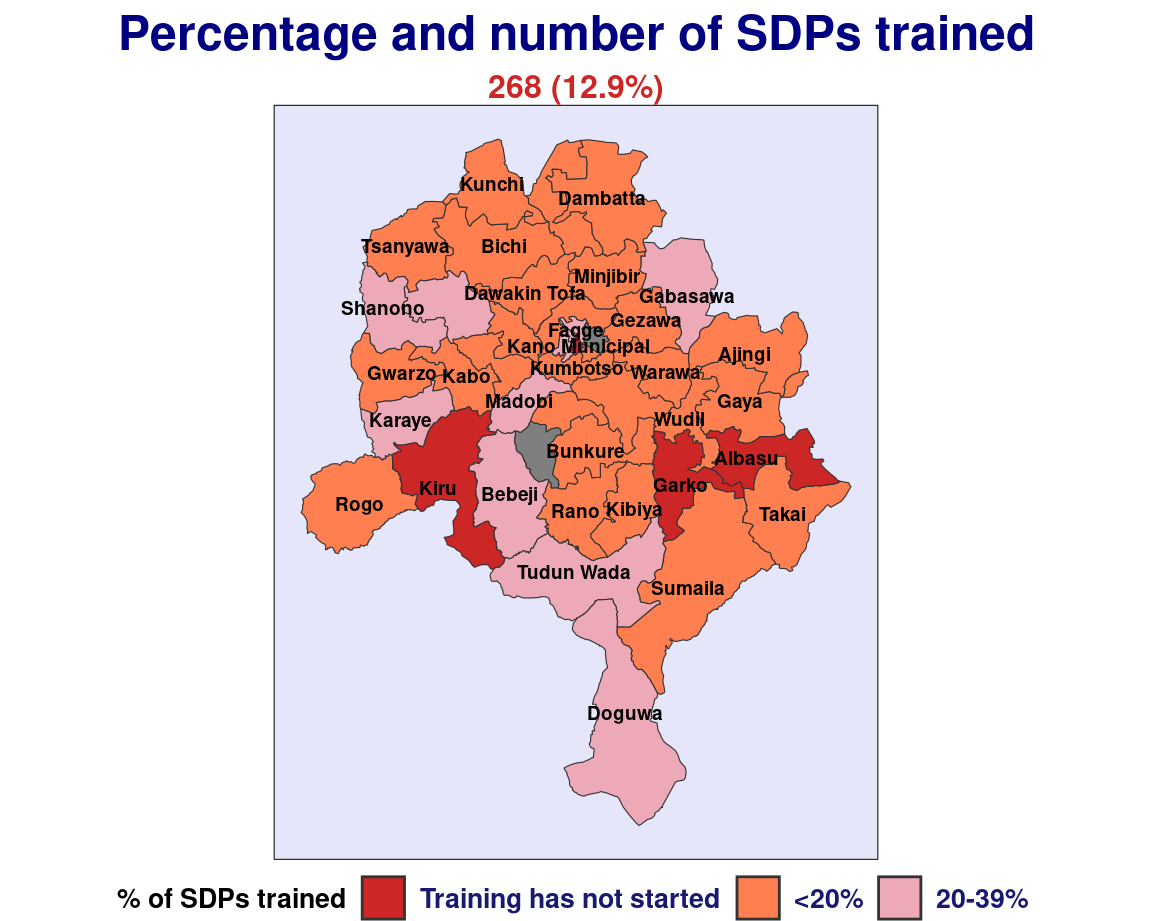 Percentage and number of SDPs trained
268 (12.9%)
Kunchi
Dambatta
Tsanyawa
Bichi
Minjibir
Dawakin Tofa
Gabasawa
Shanono
Gezawa
Fagge
Kano Municipal
Ajingi
Kumbotso
Warawa
Gwarzo
Kabo
Madobi
Gaya
Karaye
Wudil
Bunkure
Albasu
Kiru
Garko
Bebeji
Rogo
Rano
Kibiya
Takai
Tudun Wada
Sumaila
Doguwa
% of SDPs trained Training has not started <20% 20-39%